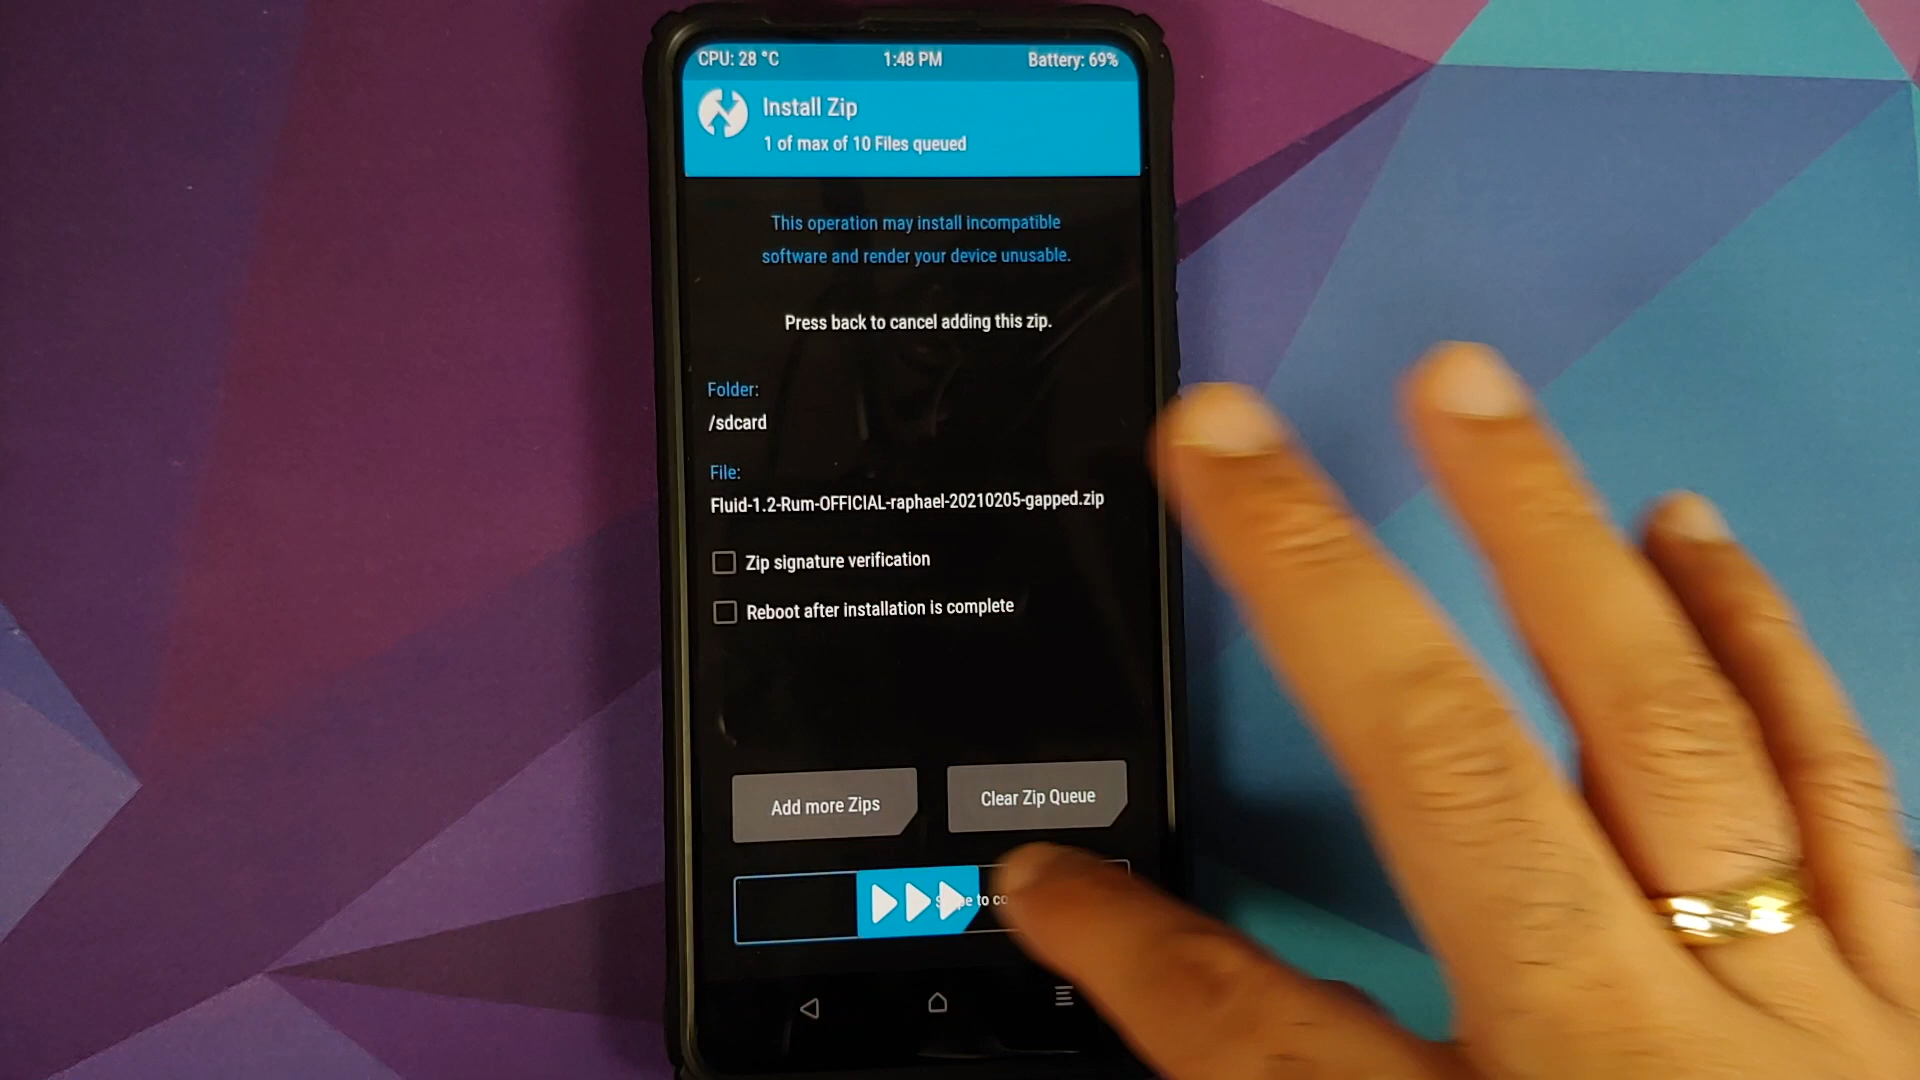 CPU: 28 °C 1:48 PM Battery: 69%
Install Zip
1 of max of 10 Files queued
This operation may install incompatible
software and render your device unusable.
Press back to cancel adding this zip.
Folder:
/sdcard
File:
Fluid-1.2-Rum-OFFICIAL-raphael-20210205-gapped.zip
Zip signature verification
Reboot after installation is complete
Add more Zips Clear Zip Queue
to